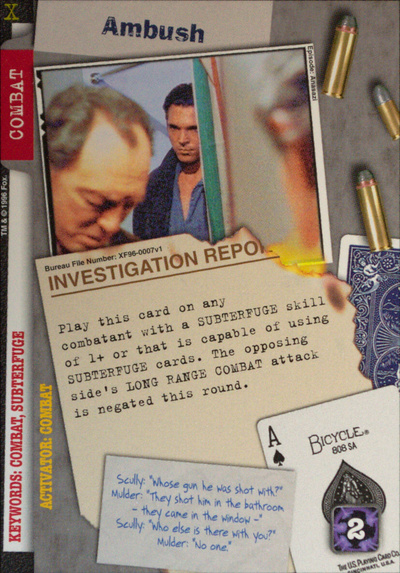 X
Ambush
COMBAT
TM & © 1996 Fox.
Episode: Anasazi
Bureau File Number: XF96-0007v1
INVESTIGATION REPO
Play this card on any
combatant with a SUBTERFUGE skill
of 1+ or that is capable of using
SUBTERFUGE cards. The opposing
side's LONG RANGE COMBAT attack
is negated this round.
KEYWORDS: COMBAT, SUBTERFUGE
ACTIVATOR: COMBAT
Scully: "Whose gun he was shot with?"
Mulder: "They shot him in the bathroom
- they came in the window -"
Scully: "Who else is there with you?"
Mulder: "No one."
A
BICYCLE®
808 SA
2
THE U.S. PLAYING CARD CO.
CINCINNATI, U.S.A.